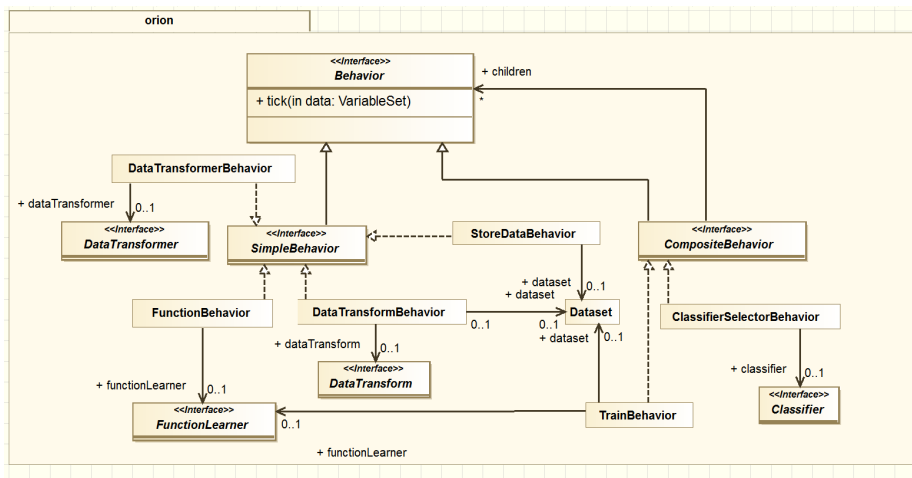 orion
<<Interface>>
Behavior
+ children
+ tick(in data: VariableSet)
*
DataTransformerBehavior
+ dataTransformer
0..1
<<Interface>>
DataTransformer
<<Interface>>
SimpleBehavior
StoreDataBehavior
<<Interface>>
CompositeBehavior
+ dataset
+ dataset
0..1
FunctionBehavior
DataTransformBehavior
0..1
0..1
Dataset
ClassifierSelectorBehavior
+ dataset
0..1
+ dataTransform
0..1
<<Interface>>
DataTransform
+ classifier
0..1
<<Interface>>
Classifier
+ functionLearner
0..1
<<Interface>>
FunctionLearner
0..1
TrainBehavior
+ functionLearner